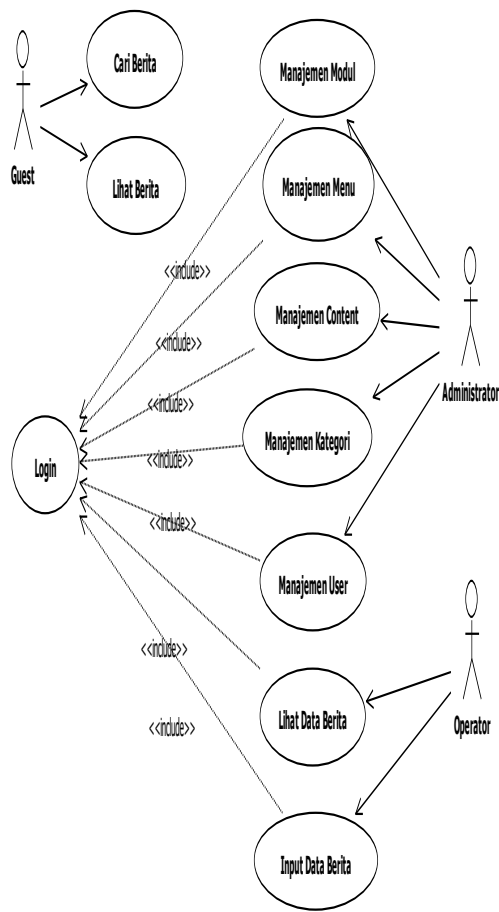 Cari Berita
Manajemen Modul
Guest
Lihat Berita
Manajemen Menu
<<include>>
Manajemen Content
<<include>>
Administrator
<<include>>
Manajemen Kategori
<<include>>
Login
<<include>>
Manajemen User
<<include>>
Lihat Data Berita
Operator
<<include>>
Input Data Berita